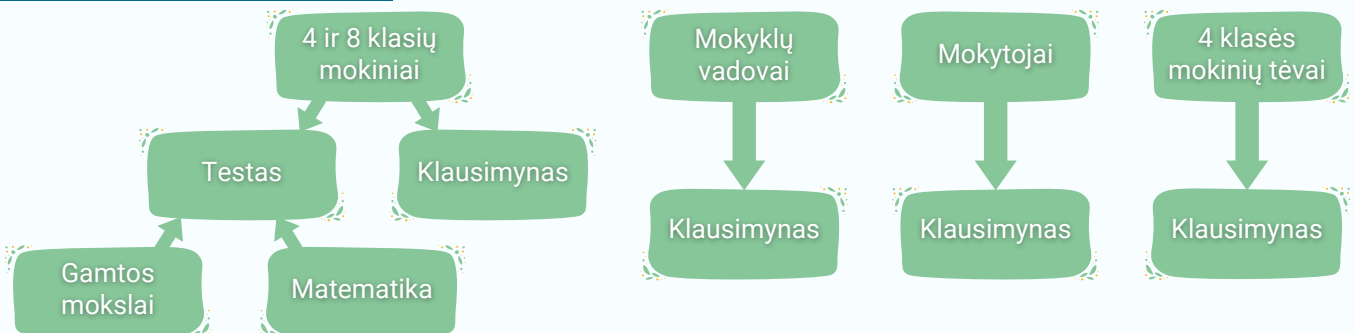 4 ir 8 klasių
mokiniai
Testas
Klausimynas
Gamtos
mokslai
Matematika
Mokyklų
vadovai
Klausimynas
Mokytojai
Klausimynas
4 klasės
mokinių tėvai
Klausimynas